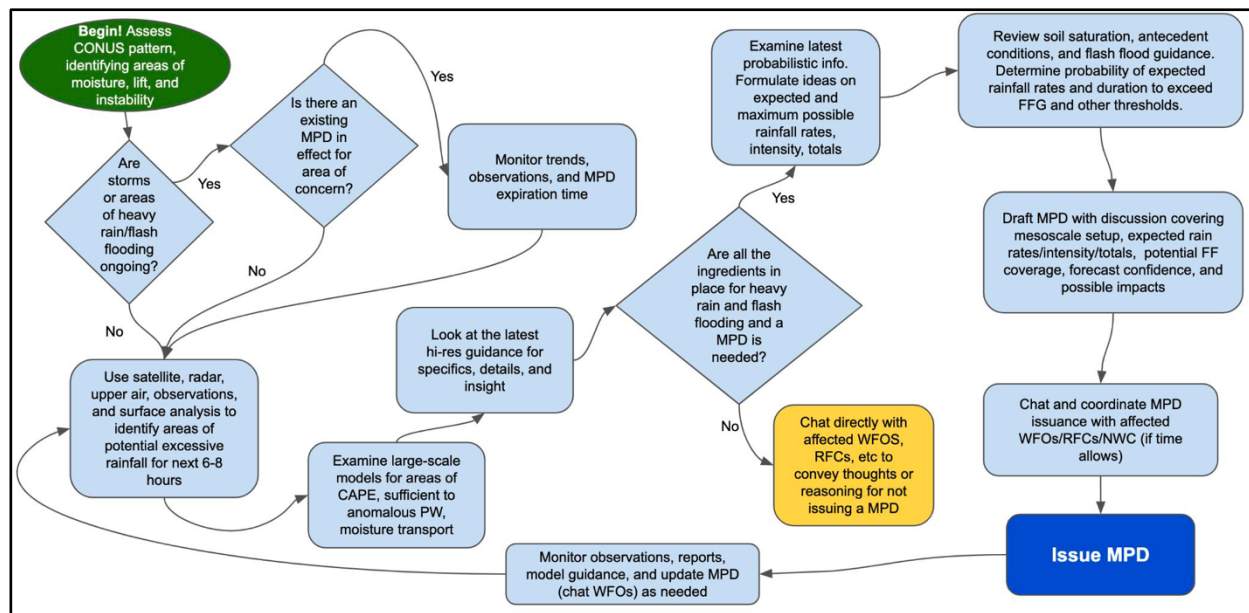 Begin! Assess
CONUS pattern,
identifying areas of
moisture, lift, and
instability
Are
storms or
areas of
heavy
rain/flash
flooding
ongoing?
Yes
No
Is there an
existing
MPD in
effect for
area of
concern?
Yes
No
Monitor trends,
observations, and MPD
expiration time
Use satellite, radar,
upper air, observations,
and surface analysis to
identify areas of
potential excessive
rainfall for next 6-8
hours
Examine large-scale
models for areas of
CAPE, sufficient to
anomalous PW,
moisture transport
Look at the latest
hi-res guidance for
specifics, details, and
insight
Are all the
ingredients in
place for heavy
rain and flash
flooding and a
MPD is
needed?
Yes
No
Chat directly with
affected WFOS,
RFCs, etc to
convey thoughts or
reasoning for not
issuing a MPD
Examine latest
probabilistic info.
Formulate ideas on
expected and
maximum possible
rainfall rates,
intensity, totals
Review soil saturation, antecedent
conditions, and flash flood guidance.
Determine probability of expected
rainfall rates and duration to exceed
FFG and other thresholds.
Draft MPD with discussion covering
mesoscale setup, expected rain
rates/intensity/totals, potential FF
coverage, forecast confidence, and
possible impacts
Chat and coordinate MPD
issuance with affected
WFOs/RFCs/NWC (if time
allows)
Issue MPD
Monitor observations, reports,
model guidance, and update MPD
(chat WFOs) as needed